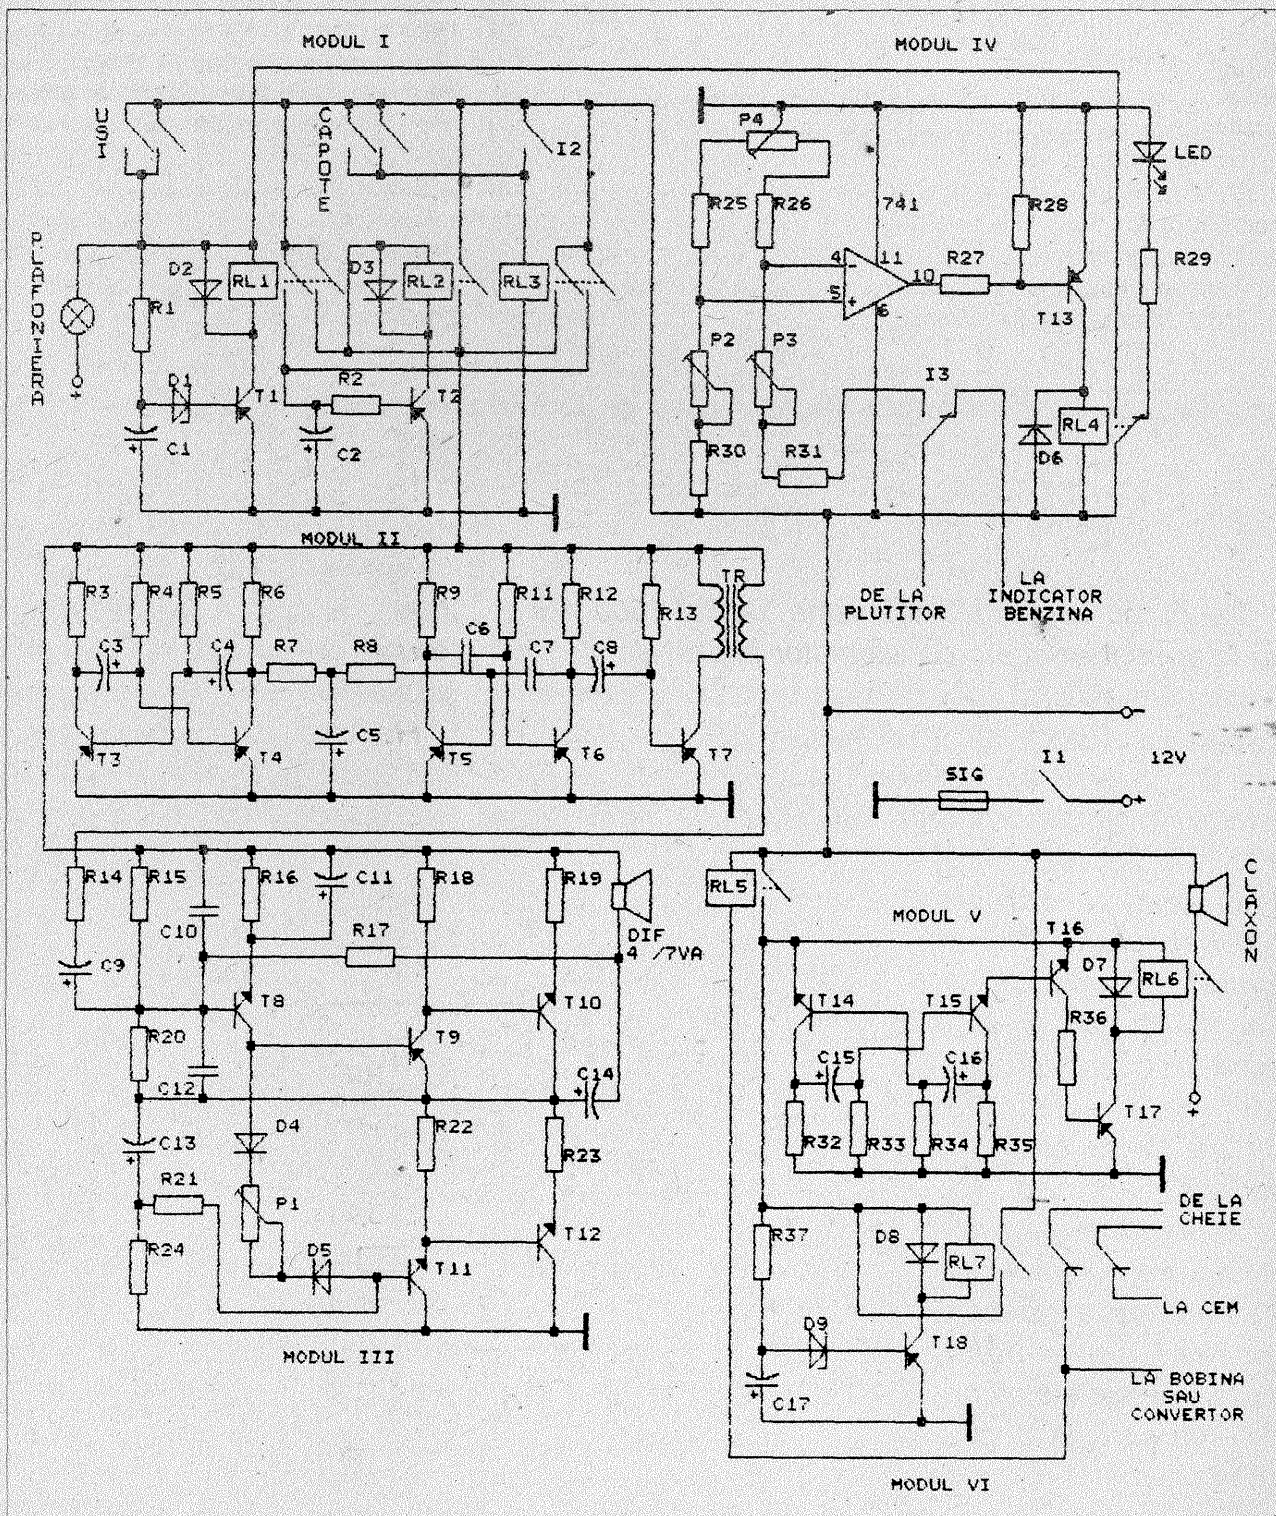 MODUL I
MODUL IV
USI
CAPOTE
I2
P4
LED
R25
R26
741
R28
R29
PLAFONIERA
D2
RL1
D3
RL2
RL3
4
-
11
5
+
10
6
R27
T13
R1
D1
T1
R2
T2
P2
P3
I3
+
C1
+
C2
+
R30
R31
D6
RL4
MODUL II
R3
R4
R5
R6
R9
R11
R12
R13
TR
DE LA
PLUTITOR
LA
INDICATOR
BENZINA
C3
+
C4
+
R7
R8
C6
C7
C8
+
T3
T4
C5
+
T5
T6
T7
-
SIG
I1
12V
+
R14
R15
R16
C11
+
R18
R19
C10
R17
DIF
4 /7VA
RL5
MODUL V
CLAXON
C9
+
T8
T9
T10
T14
T15
T16
D7
RL6
R36
R20
C12
C14
+
C15
+
C16
+
T17
+
C13
+
D4
R22
R23
R32
R33
R34
R35
R21
P1
R24
D5
T11
T12
DE LA
CHEIE
R37
D8
RL7
LA CEM
MODUL III
D9
T18
C17
+
LA BOBINA
SAU
CONVERTOR
MODUL VI